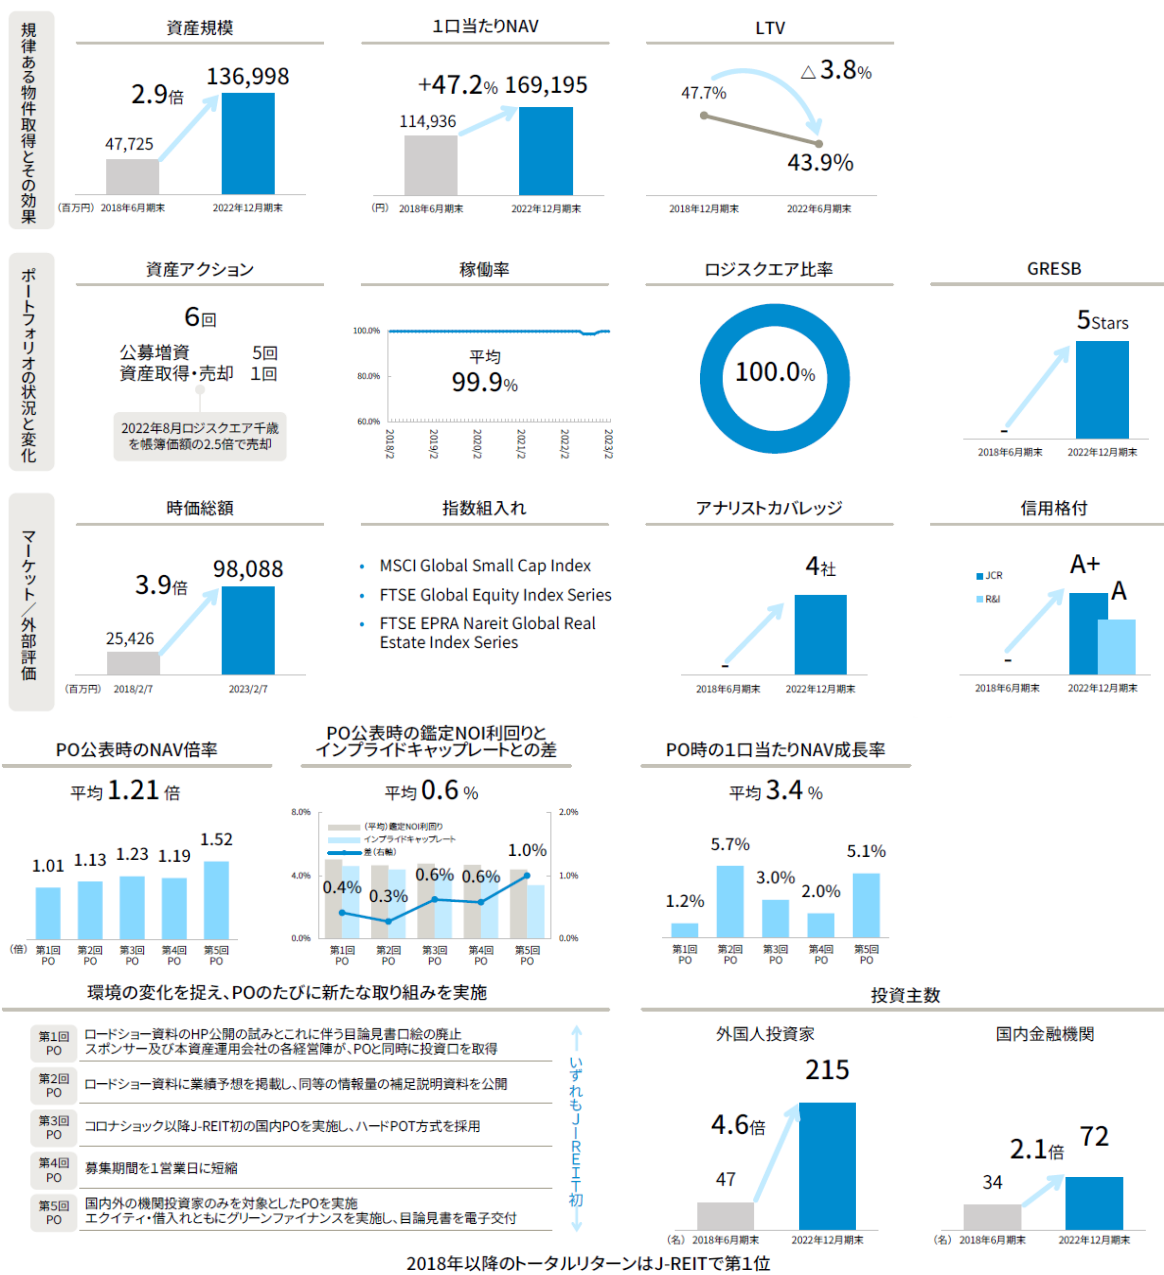 規律ある物件取得とその効果
資産規模
2.9倍
136,998
47,725
(百万円)
2018年6月期末
2022年12月期末
1口当たりNAV
+47.2%
169,195
114,936
(円)
2018年6月期末
2022年12月期末
LTV
△3.8%
47.7%
43.9%
2018年12月期末
2022年6月期末
ポートフォリオの状況と変化
資産アクション
6回
公募増資 5回
資産取得・売却 1回
2022年8月ロジスクエア千歳
を帳簿価額の2.5倍で売却
稼働率
100.0%
80.0%
60.0%
平均
99.9%
2018/2
2019/2
2020/2
2021/2
2022/2
2023/2
ロジスクエア比率
100.0%
GRESB
5Stars
-
2018年6月期末
2022年12月期末
マーケット/外部評価
時価総額
3.9倍
98,088
25,426
(百万円)
2018/2/7
2023/2/7
指数組入れ
• MSCI Global Small Cap Index
• FTSE Global Equity Index Series
• FTSE EPRA Nareit Global Real
Estate Index Series
アナリストカバレッジ
4社
-
2018年6月期末
2022年12月期末
信用格付
JCR
R&I
A+
A
-
2018年6月期末
2022年12月期末
PO公表時のNAV倍率
平均 1.21 倍
1.01
1.13
1.23
1.19
1.52
(倍)
第1回
PO
第2回
PO
第3回
PO
第4回
PO
第5回
PO
PO公表時の鑑定NOI利回りと
インプライドキャップレートとの差
平均 0.6 %
8.0%
4.0%
0.0%
2.0%
1.0%
0.0%
(平均)鑑定NOI利回り
インプライドキャップレート
差(右軸)
0.4%
0.3%
0.6%
0.6%
1.0%
第1回
PO
第2回
PO
第3回
PO
第4回
PO
第5回
PO
PO時の1口当たりNAV成長率
平均 3.4 %
1.2%
5.7%
3.0%
2.0%
5.1%
第1回
PO
第2回
PO
第3回
PO
第4回
PO
第5回
PO
環境の変化を捉え、POのたびに新たな取り組みを実施
第1回
PO
ロードショー資料のHP公開の試みとこれに伴う目論見書口絵の廃止
スポンサー及び本資産運用会社の各経営陣が、POと同時に投資口を取得
第2回
PO
ロードショー資料に業績予想を掲載し、同等の情報量の補足説明資料を公開
第3回
PO
コロナショック以降J-REIT初の国内POを実施し、ハードPOT方式を採用
第4回
PO
募集期間を1営業日に短縮
第5回
PO
国内外の機関投資家のみを対象としたPOを実施
エクイティ・借入れともにグリーンファイナンスを実施し、目論見書を電子交付
いずれもJ-REIT初
投資主数
外国人投資家
4.6倍
215
47
(名)
2018年6月期末
2022年12月期末
国内金融機関
2.1倍
72
34
(名)
2018年6月期末
2022年12月期末
2018年以降のトータルリターンはJ-REITで第1位